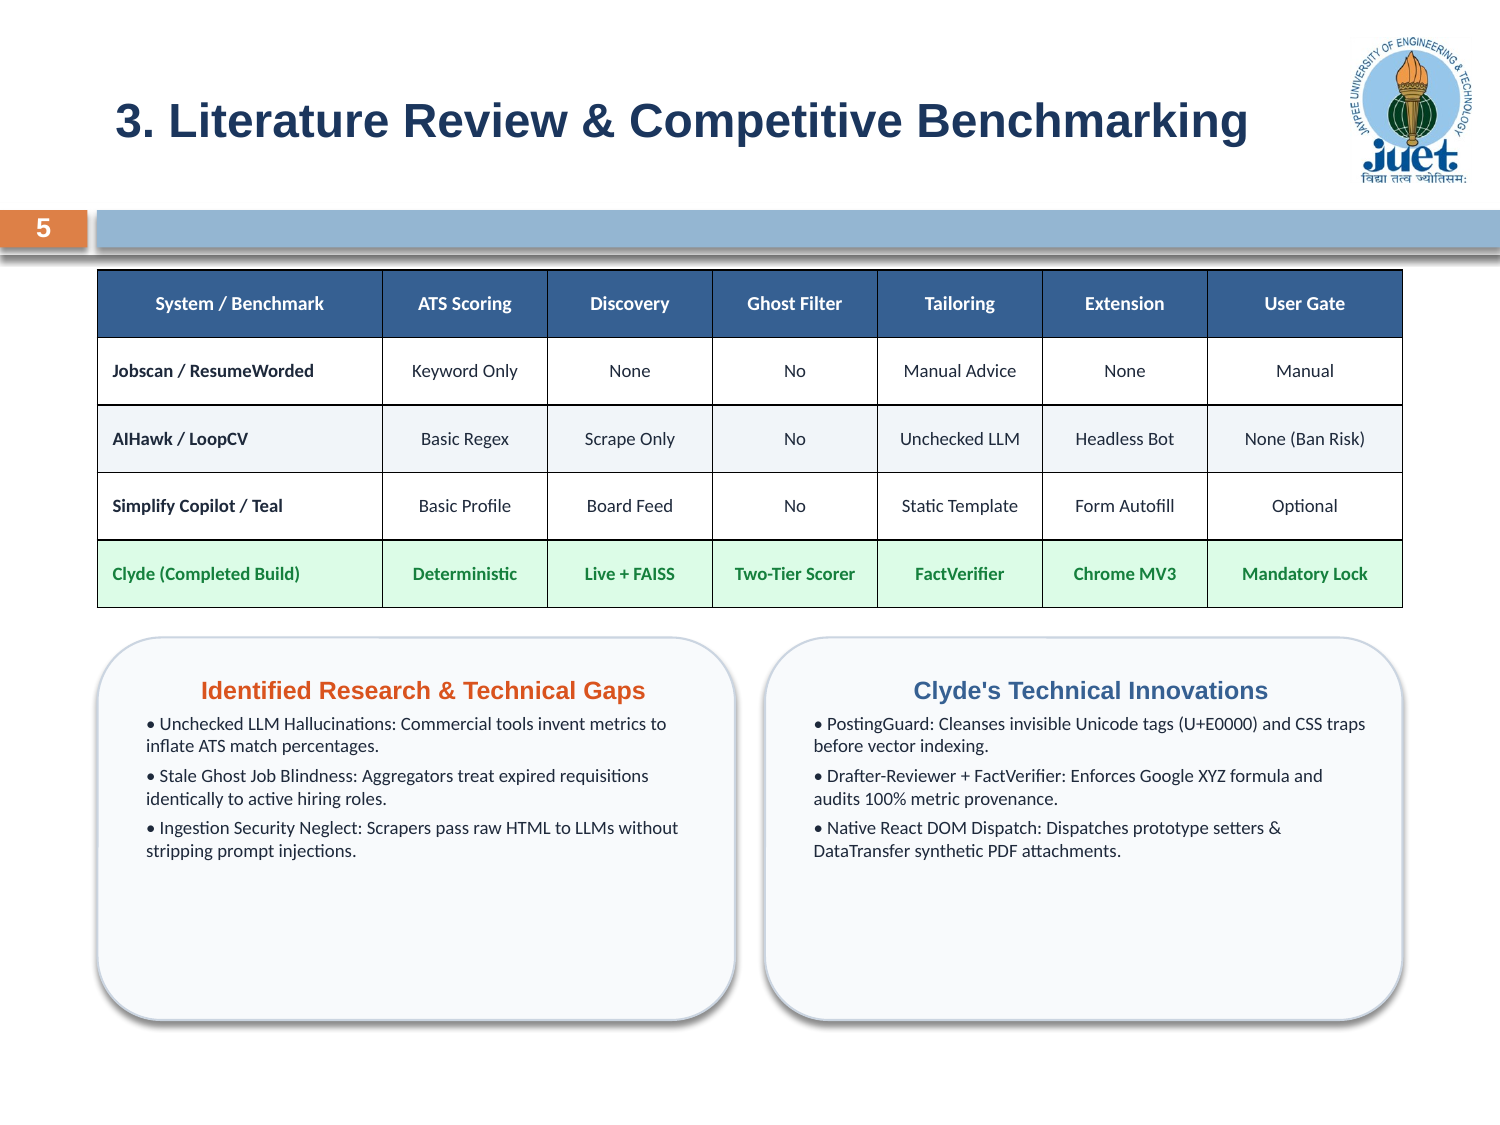 3. Literature Review & Competitive Benchmarking
JAYPEE UNIVERSITY OF ENGINEERING & TECHNOLOGY
juet
विद्या तत्व ज्योतिसमः
5
System / Benchmark ATS Scoring Discovery Ghost Filter Tailoring Extension User Gate
Jobscan / ResumeWorded Keyword Only None No Manual Advice None Manual
AIHawk / LoopCV Basic Regex Scrape Only No Unchecked LLM Headless Bot None (Ban Risk)
Simplify Copilot / Teal Basic Profile Board Feed No Static Template Form Autofill Optional
Clyde (Completed Build) Deterministic Live + FAISS Two-Tier Scorer FactVerifier Chrome MV3 Mandatory Lock
Identified Research & Technical Gaps
• Unchecked LLM Hallucinations: Commercial tools invent metrics to
inflate ATS match percentages.
• Stale Ghost Job Blindness: Aggregators treat expired requisitions
identically to active hiring roles.
• Ingestion Security Neglect: Scrapers pass raw HTML to LLMs without
stripping prompt injections.
Clyde's Technical Innovations
• PostingGuard: Cleanses invisible Unicode tags (U+E0000) and CSS traps
before vector indexing.
• Drafter-Reviewer + FactVerifier: Enforces Google XYZ formula and
audits 100% metric provenance.
• Native React DOM Dispatch: Dispatches prototype setters &
DataTransfer synthetic PDF attachments.